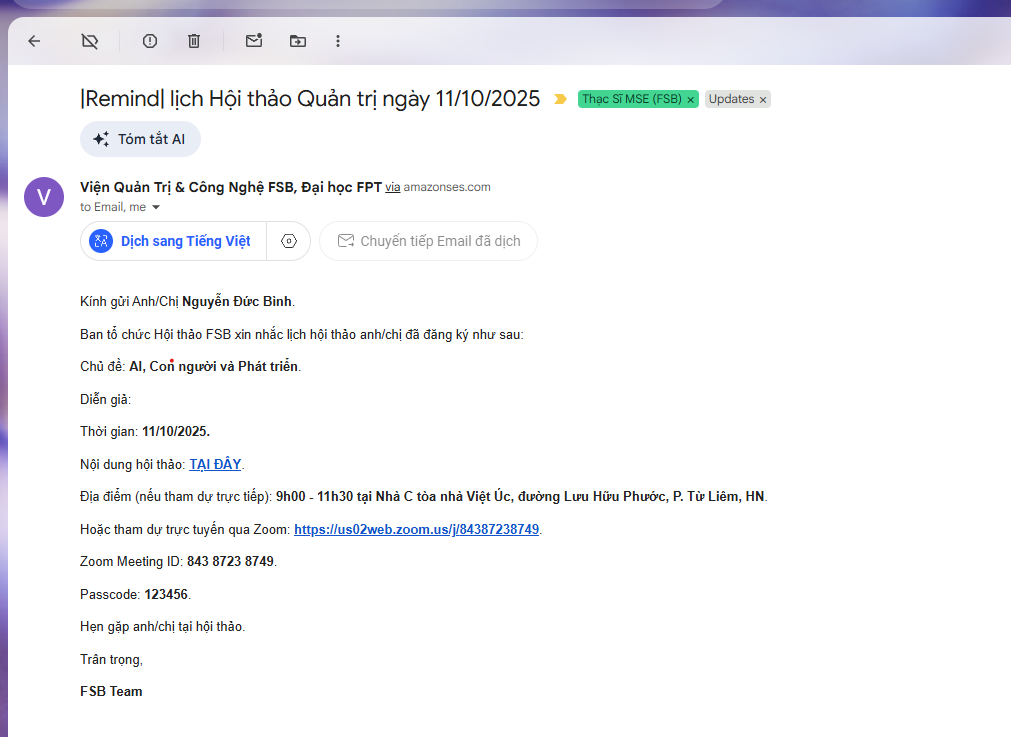 |Remind| lịch Hội thảo Quản trị ngày 11/10/2025 Thạc Sĩ MSE (FSB) × Updates ×
Tóm tắt AI
V
Viện Quản Trị & Công Nghệ FSB, Đại học FPT via amazonses.com
to Email, me
Dịch sang Tiếng Việt Chuyển tiếp Email đã dịch
Kính gửi Anh/Chị Nguyễn Đức Bình.
Ban tổ chức Hội thảo FSB xin nhắc lịch hội thảo anh/chị đã đăng ký như sau:
Chủ đề: AI, Con người và Phát triển.
Diễn giả:
Thời gian: 11/10/2025.
Nội dung hội thảo: TẠI ĐÂY.
Địa điểm (nếu tham dự trực tiếp): 9h00 - 11h30 tại Nhà C tòa nhà Việt Úc, đường Lưu Hữu Phước, P. Từ Liêm, HN.
Hoặc tham dự trực tuyến qua Zoom: https://us02web.zoom.us/j/84387238749.
Zoom Meeting ID: 843 8723 8749.
Passcode: 123456.
Hẹn gặp anh/chị tại hội thảo.
Trân trọng,
FSB Team